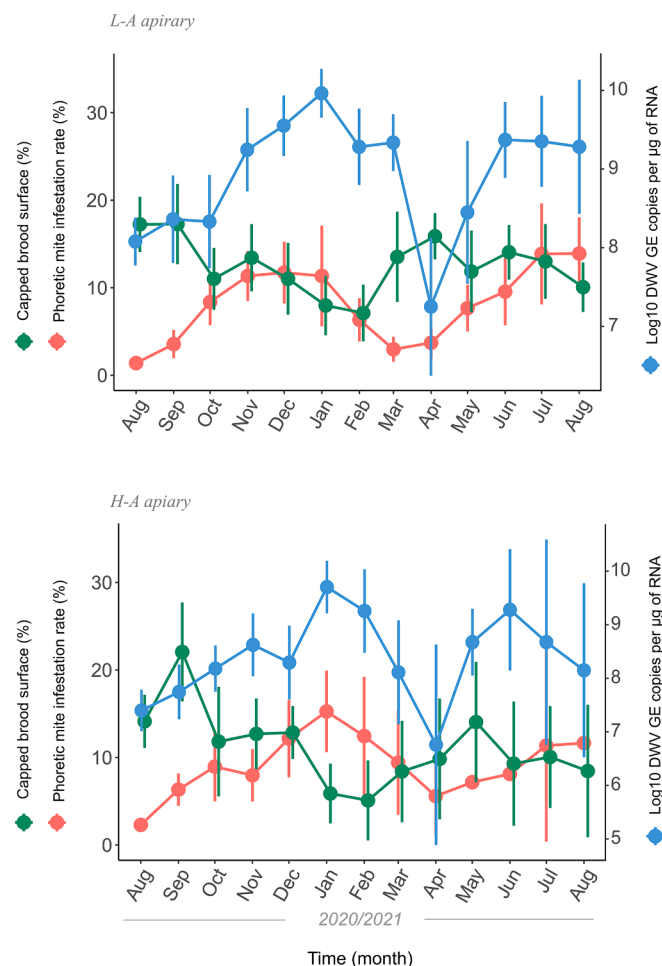 L-A apirary
Capped brood surface (%)
Phoretic mite infestation rate (%)
30
20
10
0
10
9
8
7
Log10 DWV GE copies per µg of RNA
Aug Sep Oct Nov Dec Jan Feb Mar Apr May Jun Jul Aug
H-A apiary
Capped brood surface (%)
Phoretic mite infestation rate (%)
30
20
10
0
10
9
8
7
6
5
Log10 DWV GE copies per µg of RNA
Aug Sep Oct Nov Dec Jan Feb Mar Apr May Jun Jul Aug
2020/2021
Time (month)